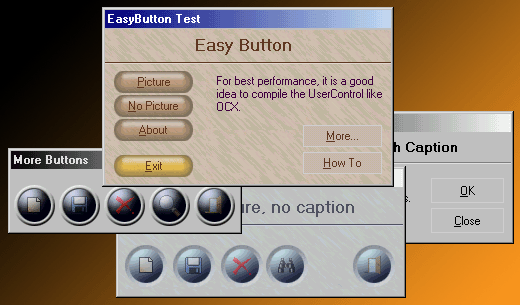 EasyButton Test
Easy Button
Picture
No Picture
About
Exit
For best performance, it is a good
idea to compile the UserControl like
OCX.
More...
How To
More Buttons
Caption
OK
Close
no caption